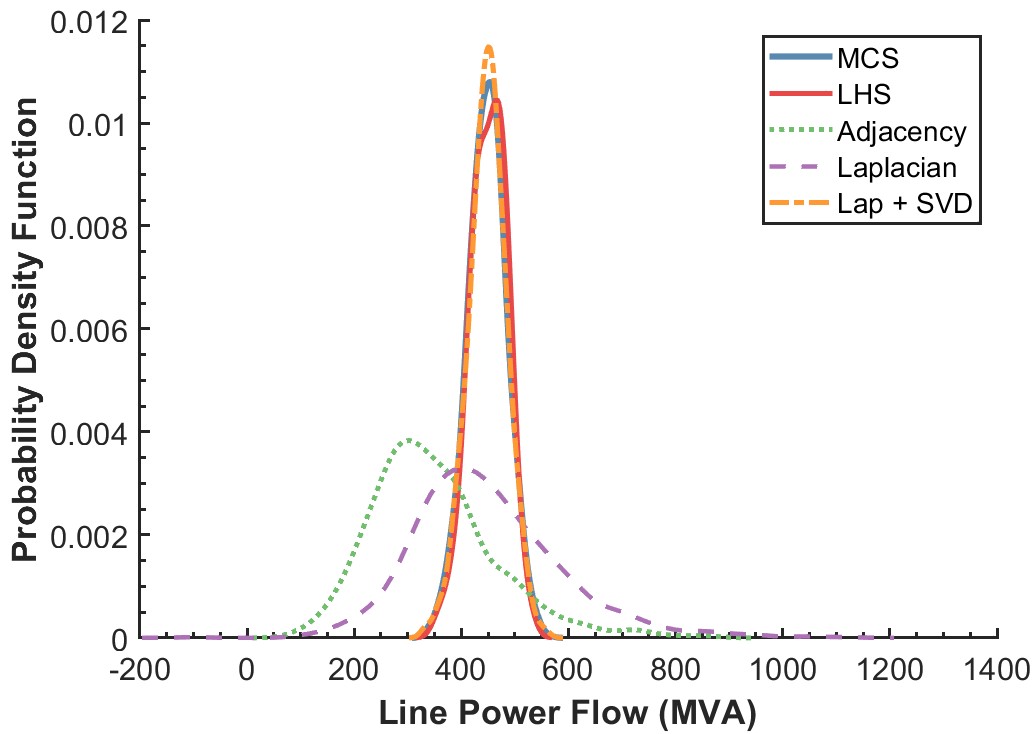 0.012
0.01
0.008
0.006
0.004
0.002
0
Probability Density Function
MCS
LHS
Adjacency
Laplacian
Lap + SVD
-200 0 200 400 600 800 1000 1200 1400
Line Power Flow (MVA)